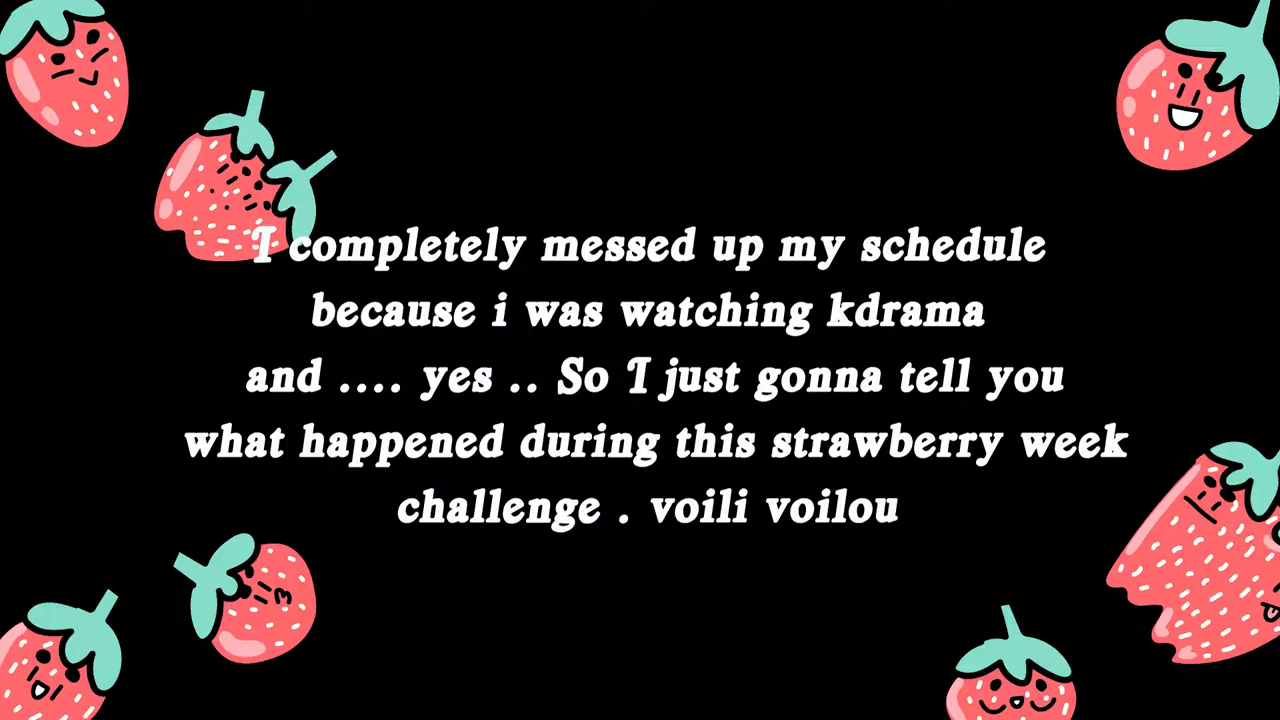 I completely messed up my schedule
because i was watching kdrama
and .... yes .. So I just gonna tell you
what happened during this strawberry week
challenge . voili voilou